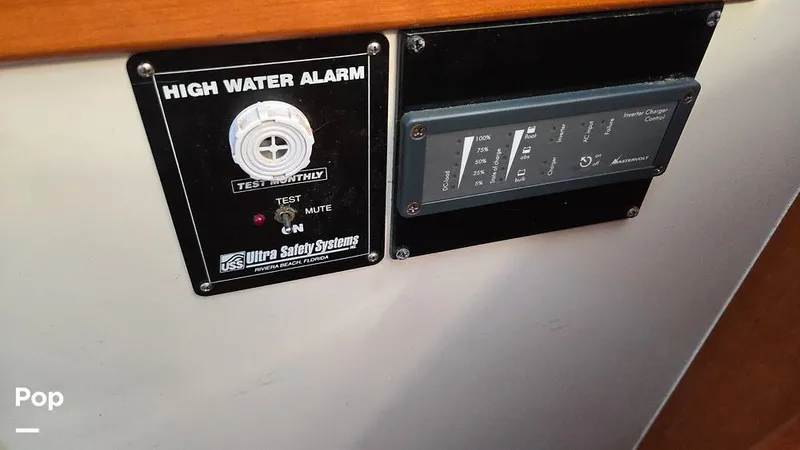 HIGH WATER ALARM
TEST MONTHLY
TEST
MUTE
ON
USS Ultra Safety Systems INC.
RIVIERA BEACH, FLORIDA
Inverter Charger
Control
MASTERVOLT
DC load
100%
75%
50%
25%
5%
State of charge
float
abs
bulk
Inverter
Charger
AC input
Failure
on
off
Pop